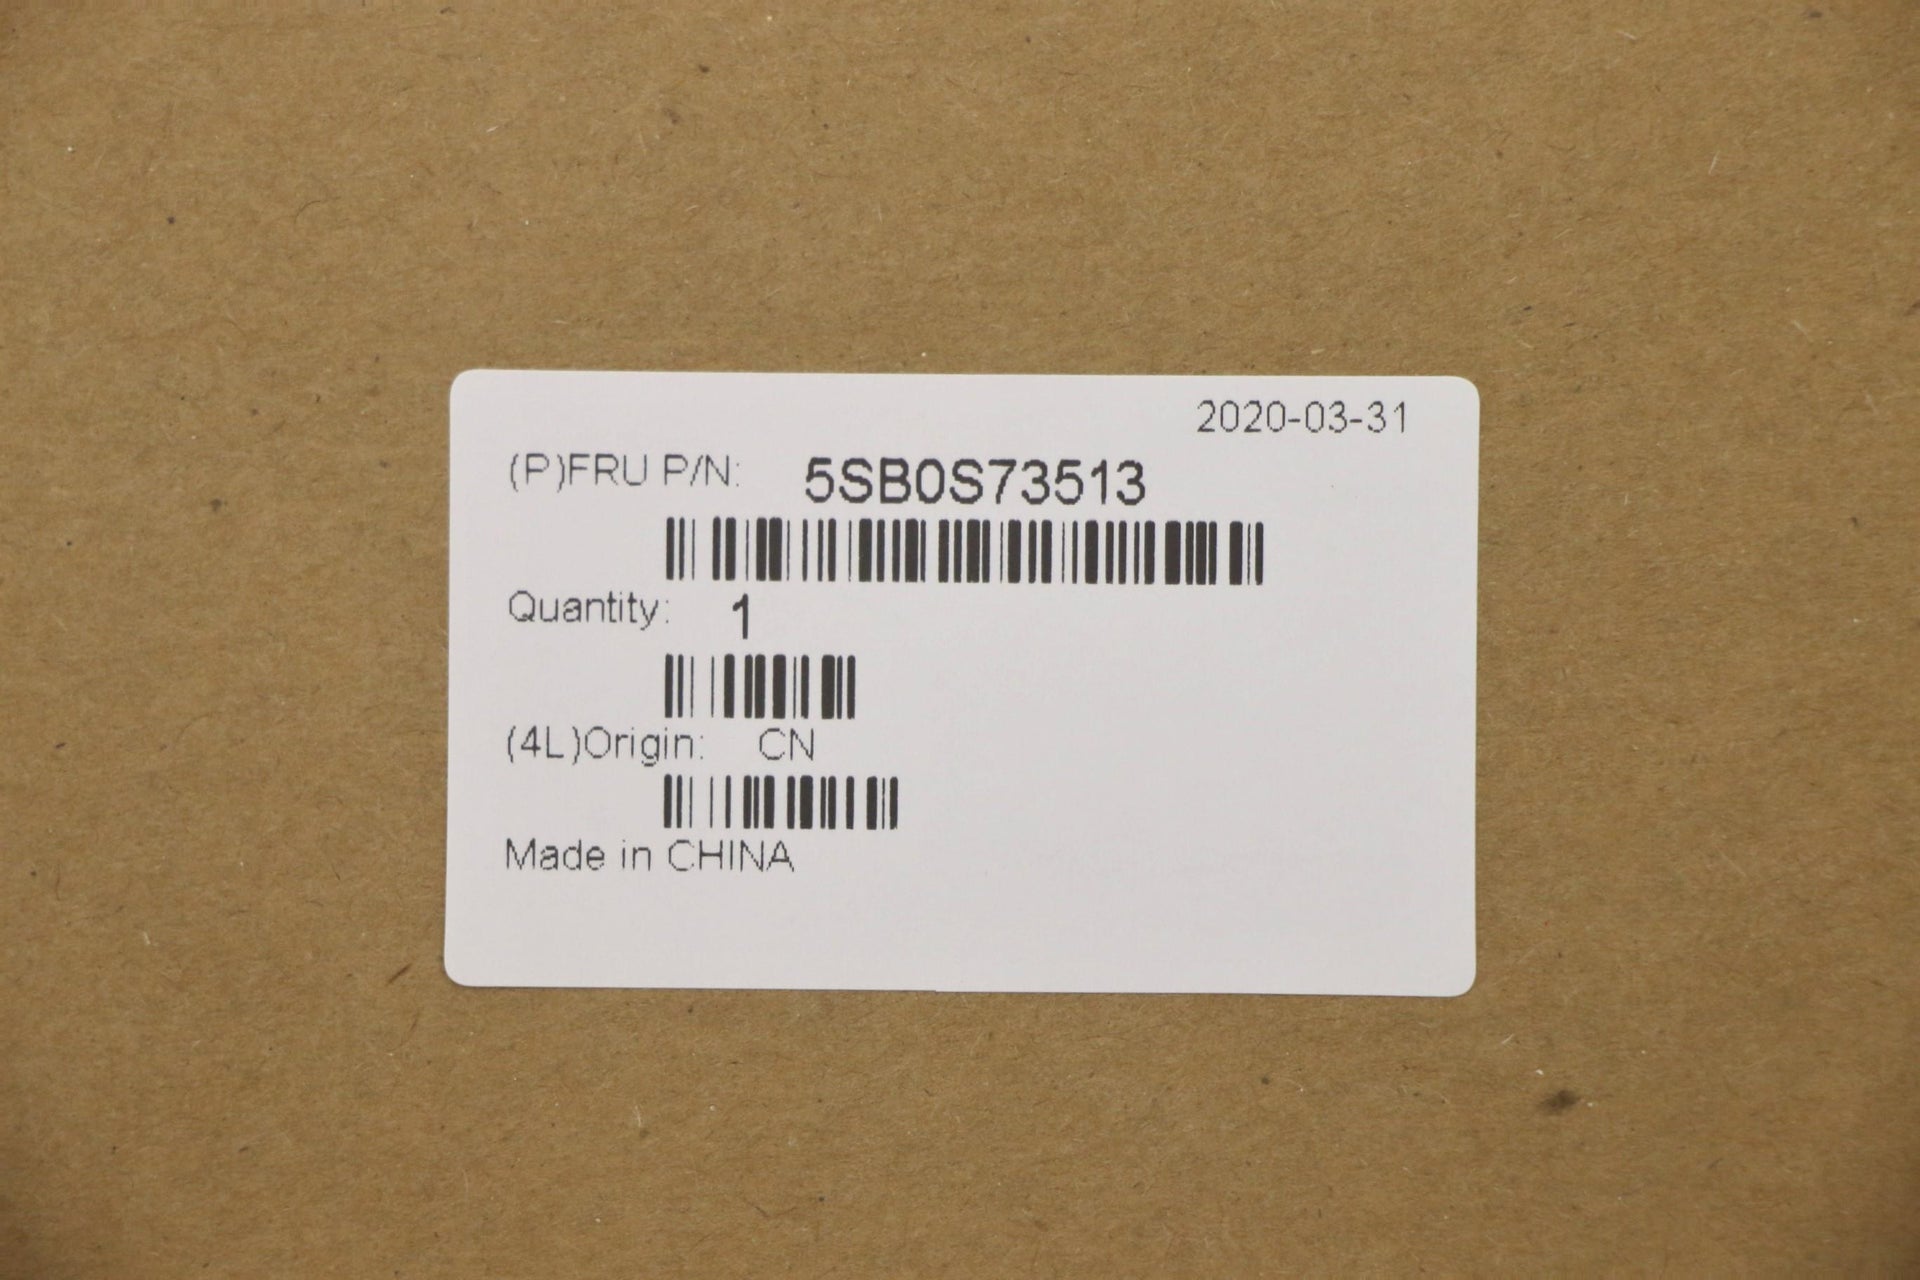 2020-03-31
(P)FRU P/N: 5SB0S73513
Quantity: 1
(4L)Origin: CN
Made in CHINA